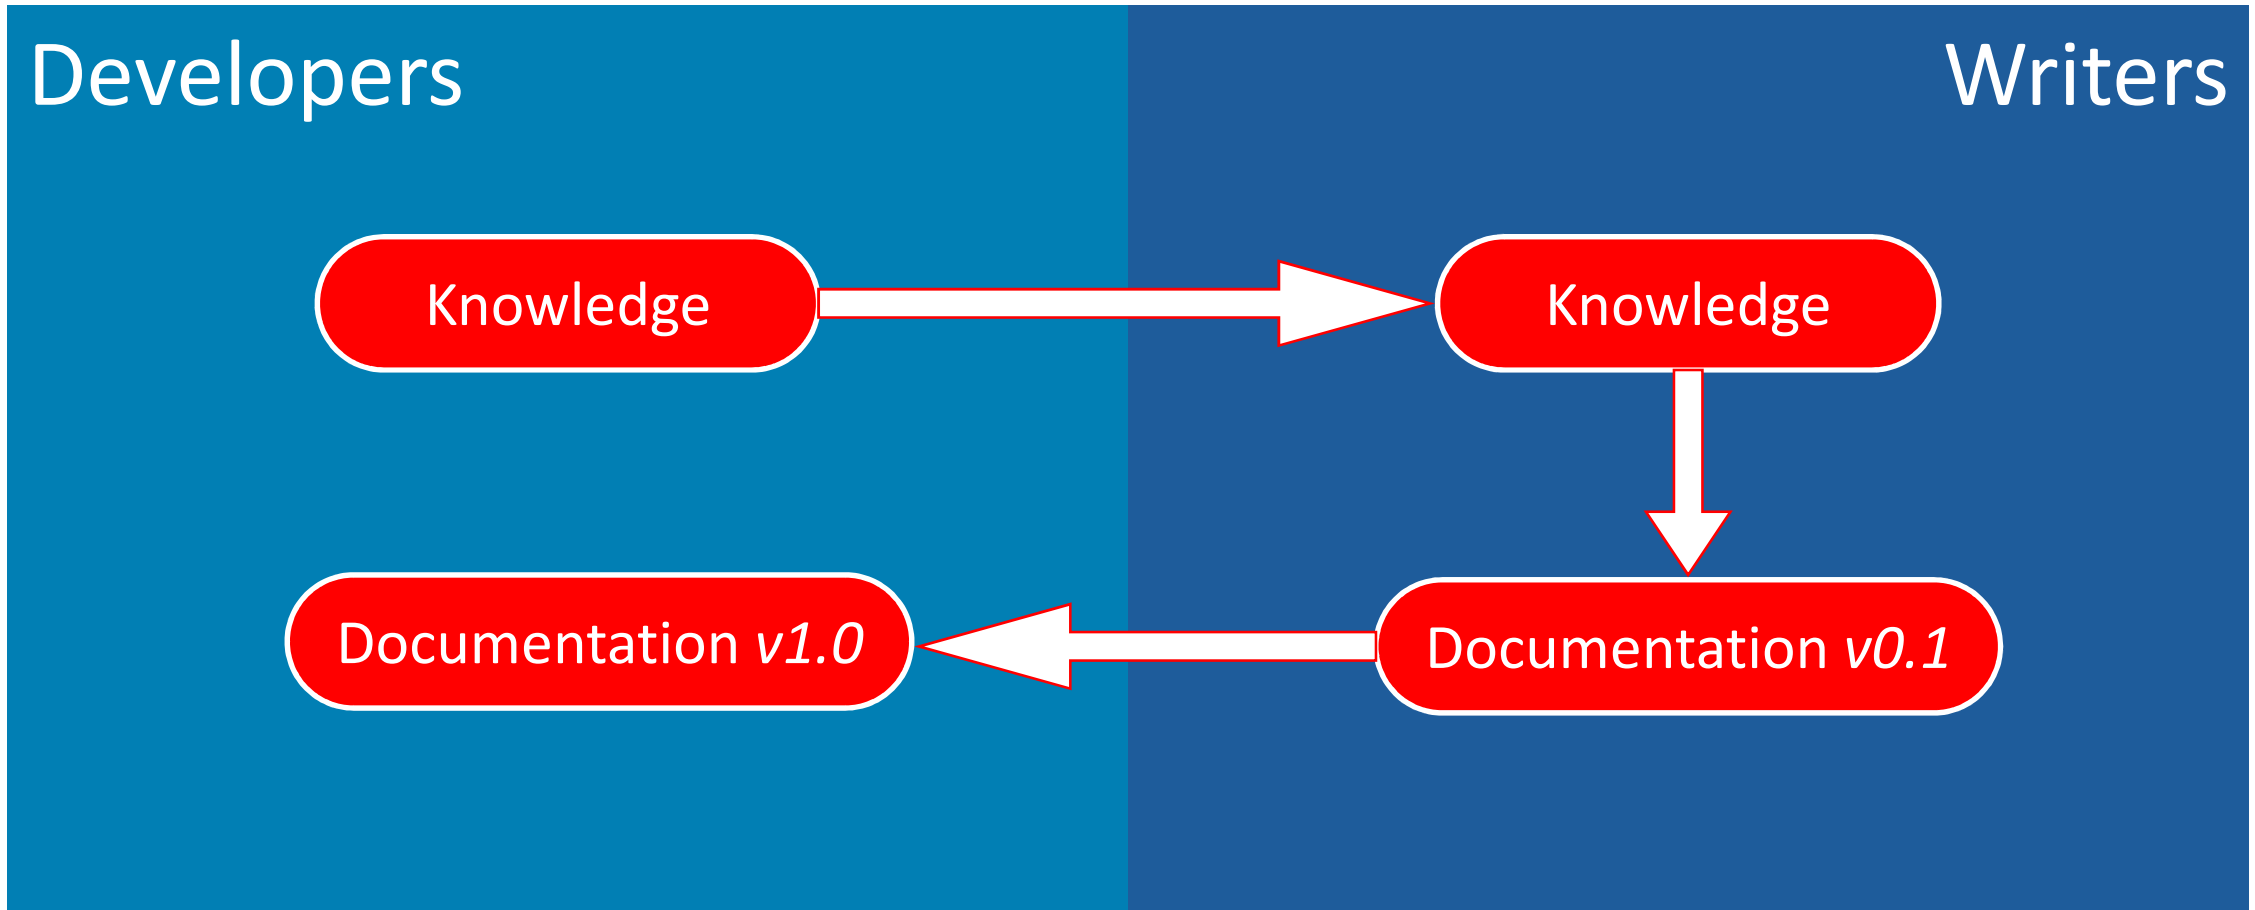 Developers
Writers
Knowledge
Knowledge
Documentation v1.0
Documentation v0.1